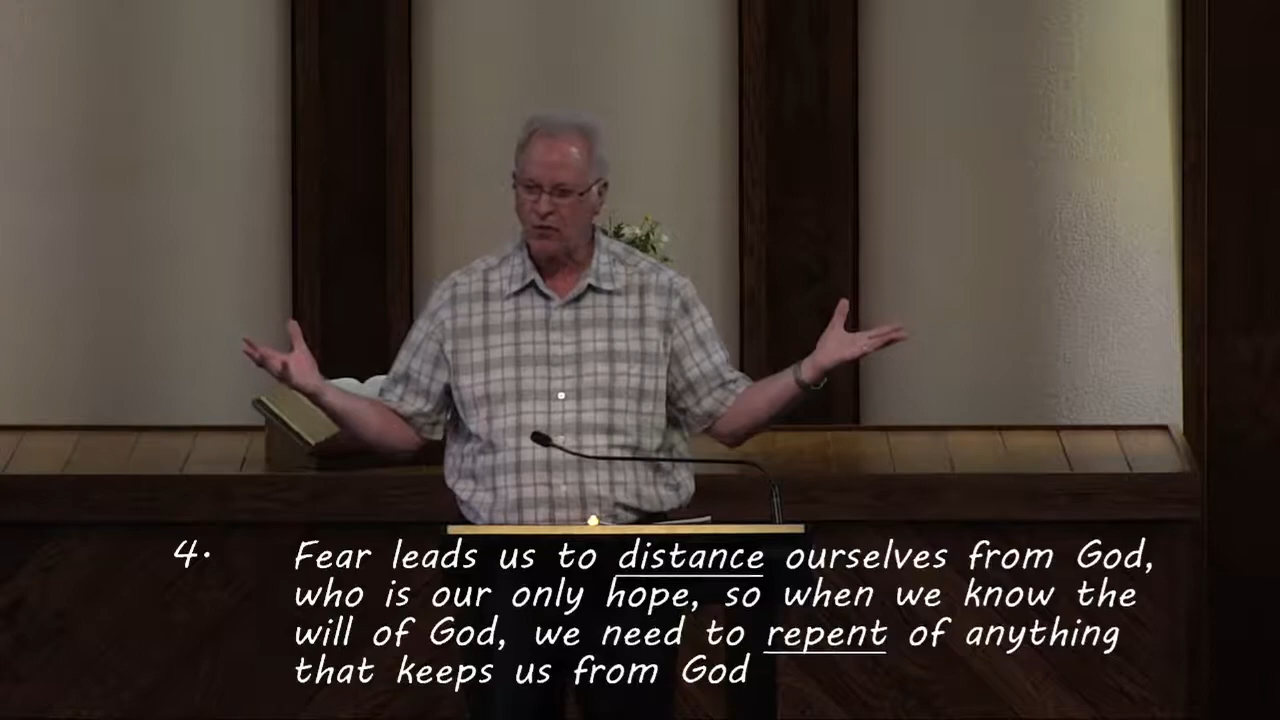 4. Fear leads us to distance ourselves from God,
who is our only hope, so when we know the
will of God, we need to repent of anything
that keeps us from God